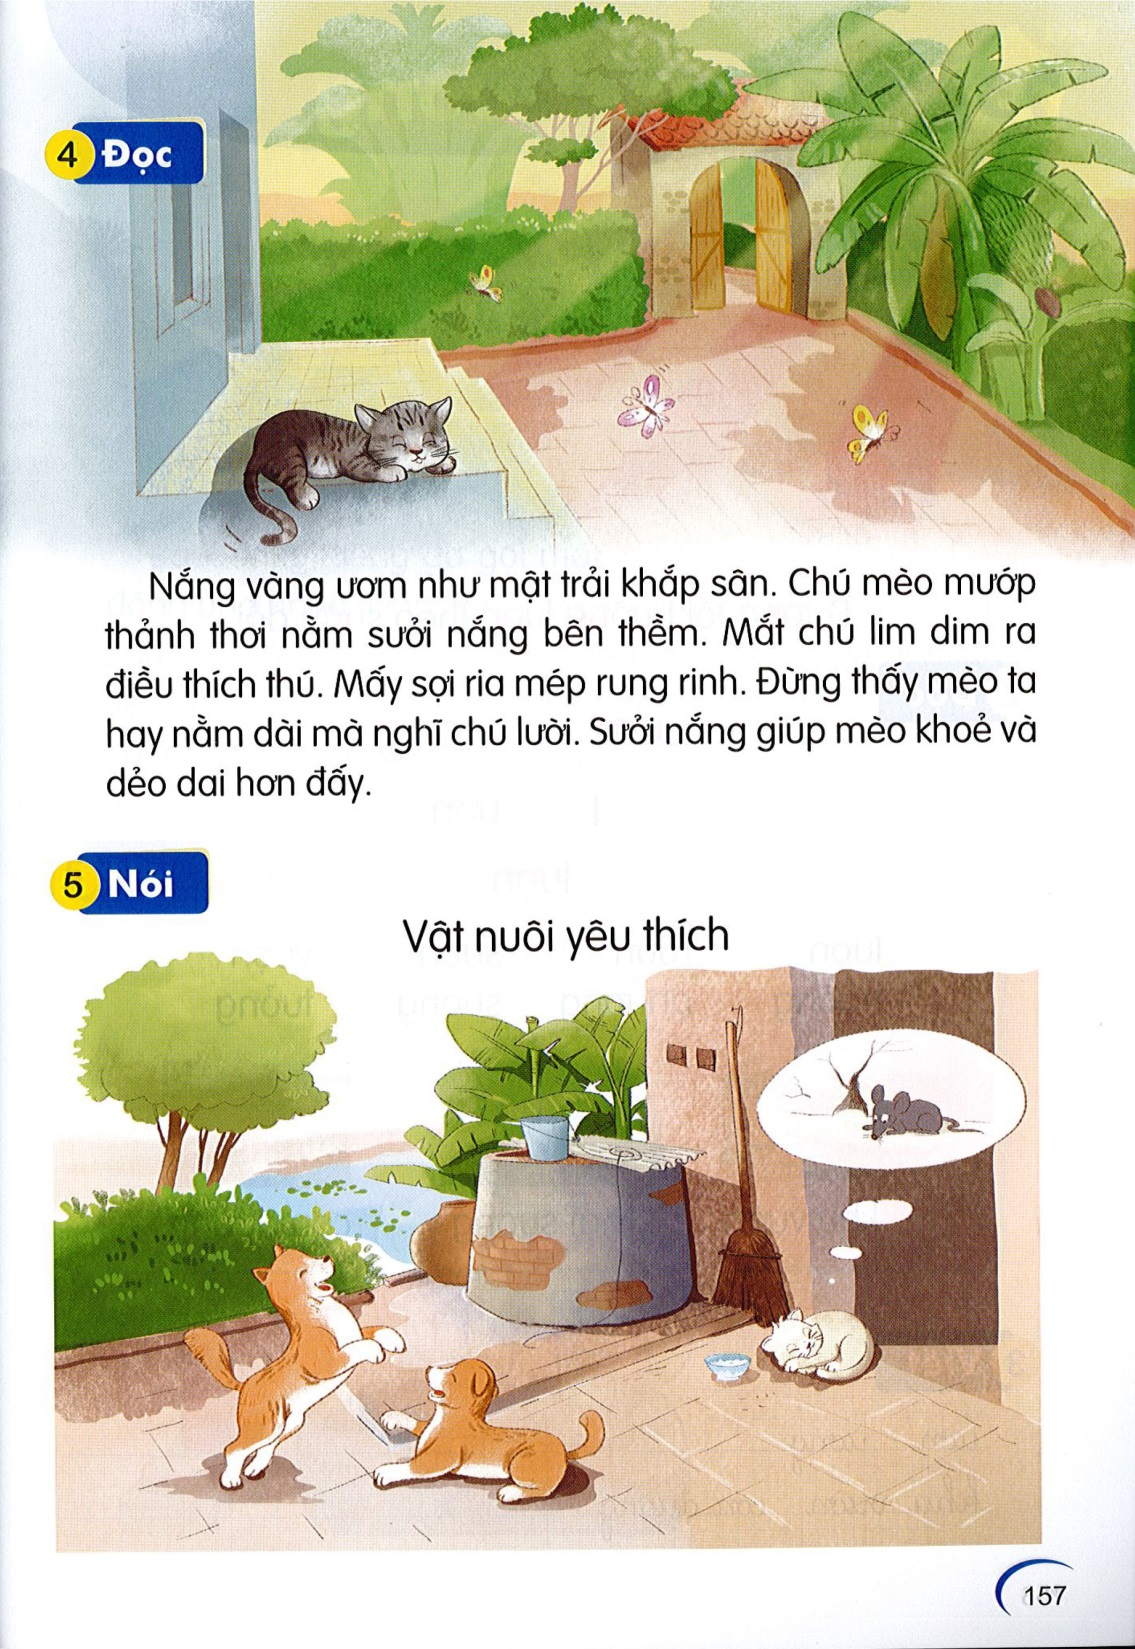 4 Đọc
Nắng vàng ươm như mật trải khắp sân. Chú mèo mướp
thảnh thơi nằm sưởi nắng bên thềm. Mắt chú lim dim ra
điều thích thú. Mấy sợi ria mép rung rinh. Đừng thấy mèo ta
hay nằm dài mà nghĩ chú lười. Sưởi nắng giúp mèo khoẻ và
dẻo dai hơn đấy.
5 Nói
Vật nuôi yêu thích
157